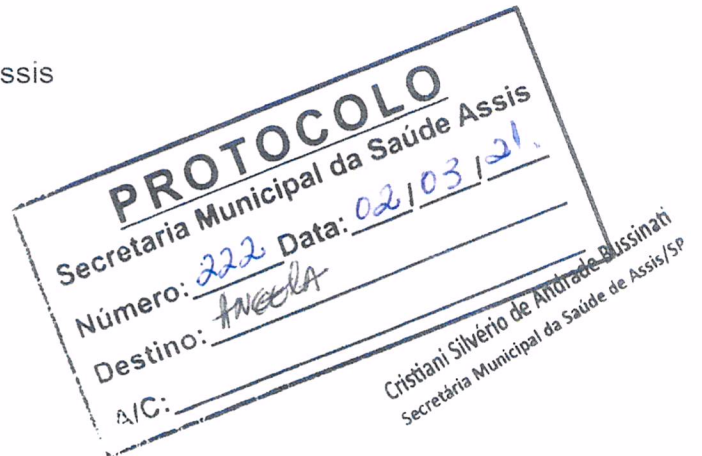 ssis
PROTOCOLO
Secretaria Municipal da Saúde Assis
Número: 222 Data: 02/03/21.
Destino: ANGELA
A/C:
Cristiani Silvério de Andrade Bussinati
Secretária Municipal da Saúde de Assis/SP